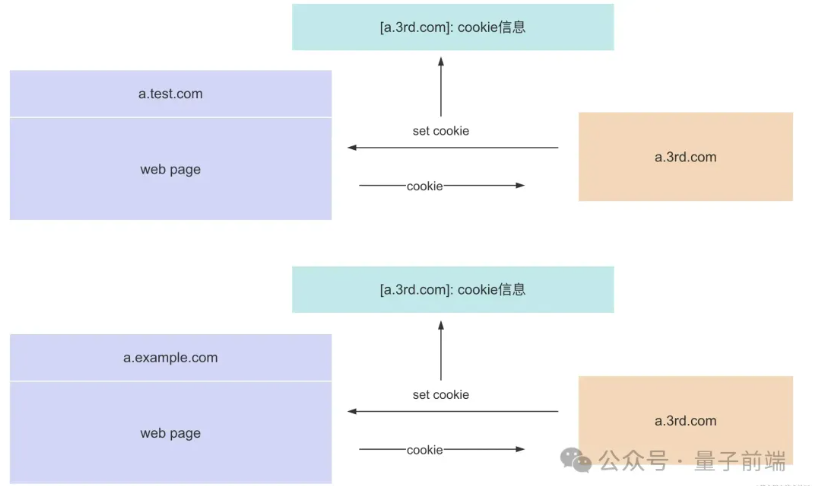 [a.3rd.com]: cookie信息
a.test.com
set cookie
web page
a.3rd.com
cookie
[a.3rd.com]: cookie信息
a.example.com
set cookie
web page
a.3rd.com
cookie
公众号 · 量子前端